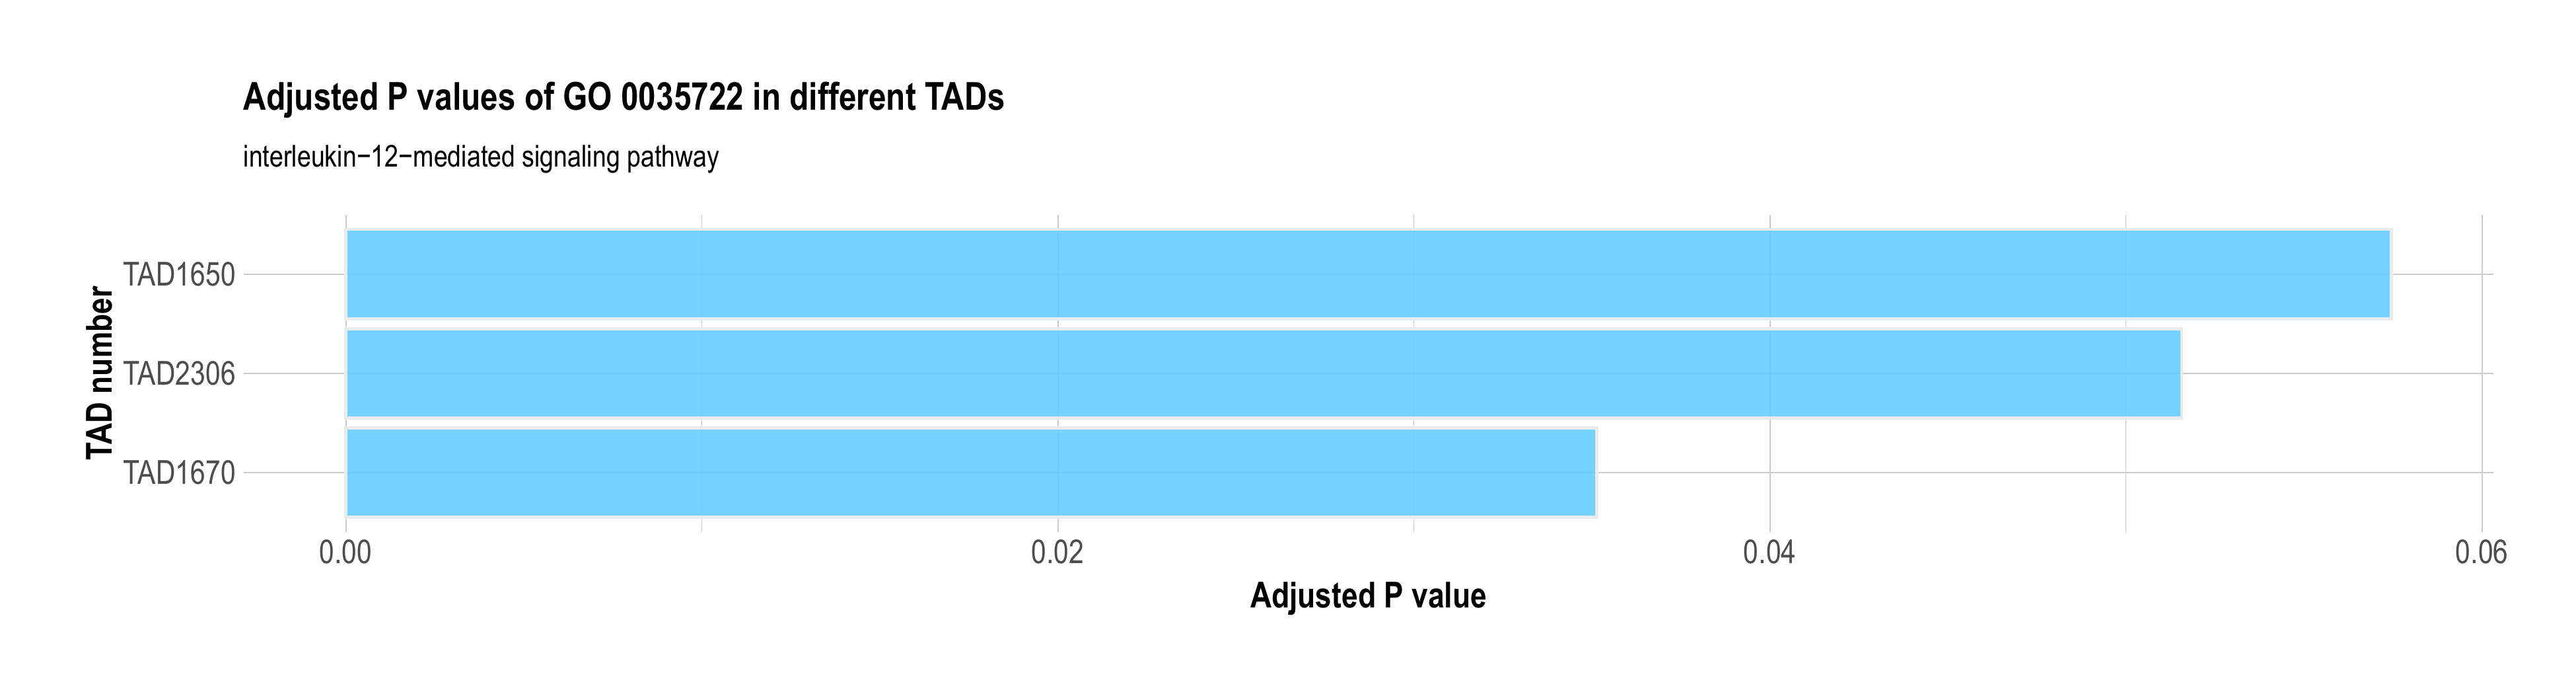 Adjusted P values of GO 0035722 in different TADs
interleukin−12−mediated signaling pathway
TAD number
TAD1650
TAD2306
TAD1670
0.00 0.02 0.04 0.06
Adjusted P value